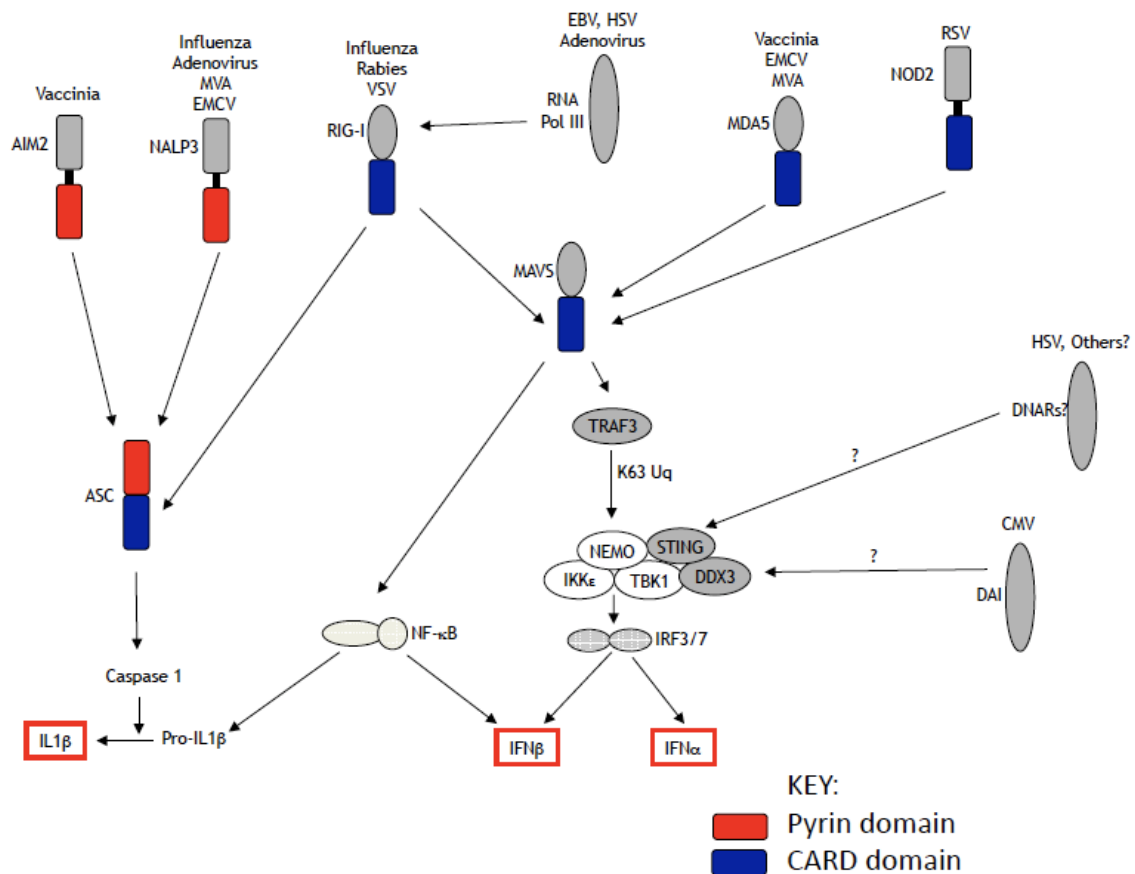 EBV, HSV
Adenovirus
Influenza
Adenovirus
MVA
EMCV
Influenza
Rabies
VSV
Vaccinia
EMCV
MVA
RSV
Vaccinia
AIM2
NALP3
RIG-I
RNA
Pol III
MDA5
NOD2
MAVS
HSV, Others?
DNARs?
TRAF3
?
K63 Uq
ASC
CMV
NEMO
STING
IKKε
TBK1
DDX3
?
DAI
NF-κB
IRF3/7
Caspase 1
IL1β
Pro-IL1β
IFNβ
IFNα
KEY:
Pyrin domain
CARD domain